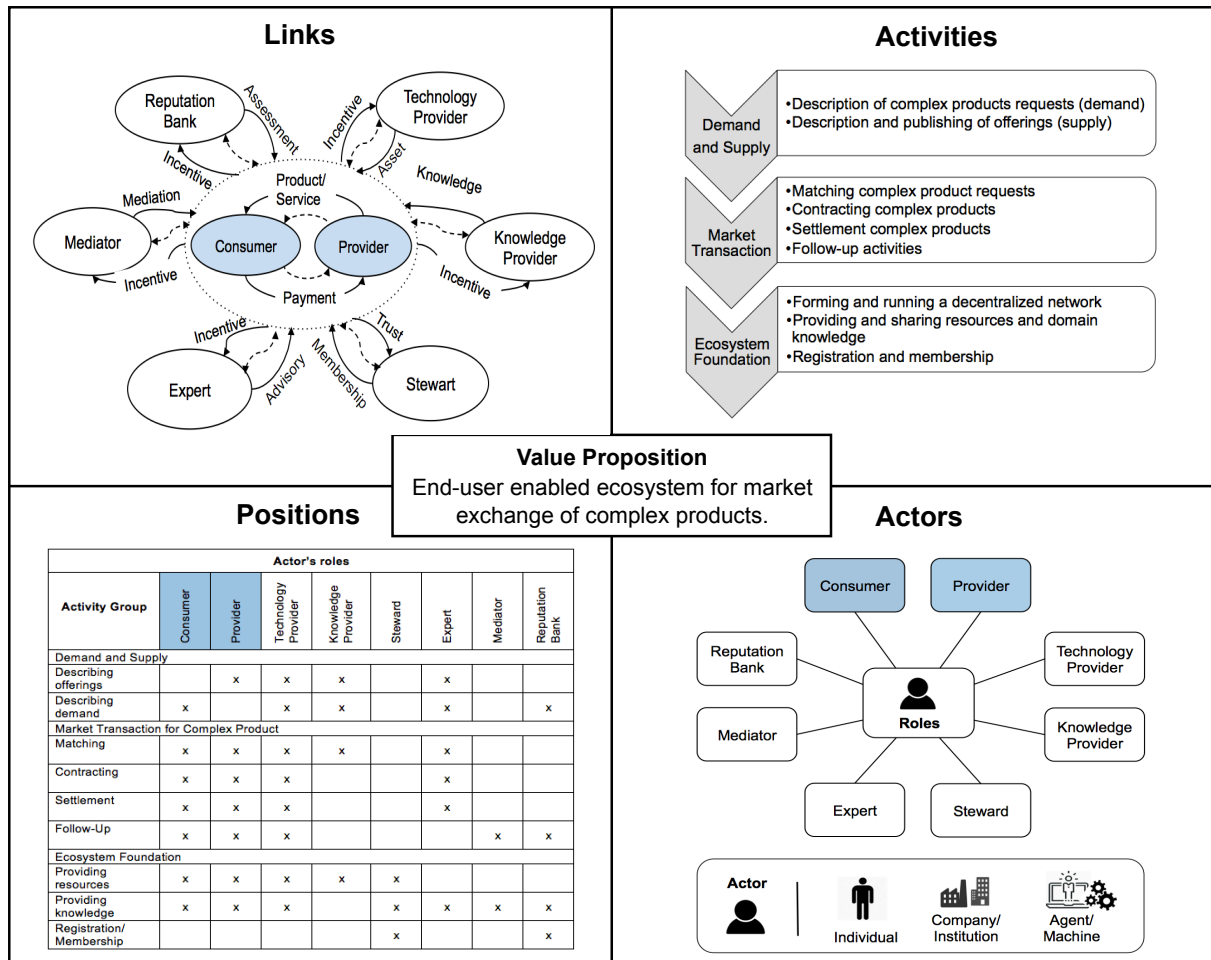 Links
Reputation
Bank
Assessment
Incentive
Technology
Provider
Incentive
Asset
Mediation
Mediator
Incentive
Product/
Service
Consumer
Provider
Payment
Knowledge
Knowledge
Provider
Incentive
Incentive
Expert
Advisory
Trust
Membership
Stewart
Activities
Demand
and Supply
•Description of complex products requests (demand)
•Description and publishing of offerings (supply)
Market
Transaction
•Matching complex product requests
•Contracting complex products
•Settlement complex products
•Follow-up activities
Ecosystem
Foundation
•Forming and running a decentralized network
•Providing and sharing resources and domain
knowledge
•Registration and membership
Value Proposition
End-user enabled ecosystem for market
exchange of complex products.
Positions
Actor's roles
Activity Group
Consumer
Provider
Technology
Provider
Knowledge
Provider
Steward
Expert
Mediator
Reputation
Bank
Demand and Supply
Describing
offerings
x x x x
Describing
demand
x x x x x
Market Transaction for Complex Product
Matching
x x x x x
Contracting
x x x x
Settlement
x x x x
Follow-Up
x x x x x
Ecosystem Foundation
Providing
resources
x x x x x
Providing
knowledge
x x x x x x x
Registration/
Membership
x x
Actors
Consumer
Provider
Reputation
Bank
Technology
Provider
Roles
Mediator
Knowledge
Provider
Expert
Steward
Actor
Individual
Company/
Institution
Agent/
Machine